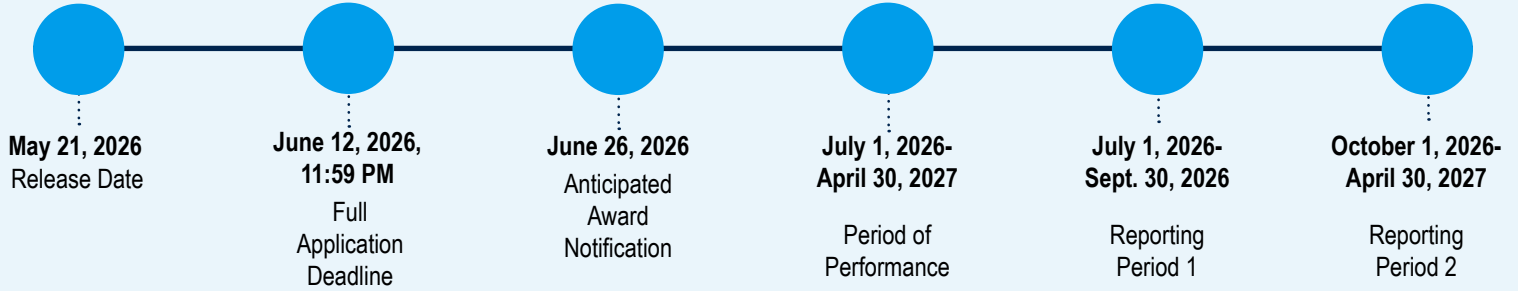 May 21, 2026
Release Date
June 12, 2026,
11:59 PM
Full
Application
Deadline
June 26, 2026
Anticipated
Award
Notification
July 1, 2026-
April 30, 2027
Period of
Performance
July 1, 2026-
Sept. 30, 2026
Reporting
Period 1
October 1, 2026-
April 30, 2027
Reporting
Period 2